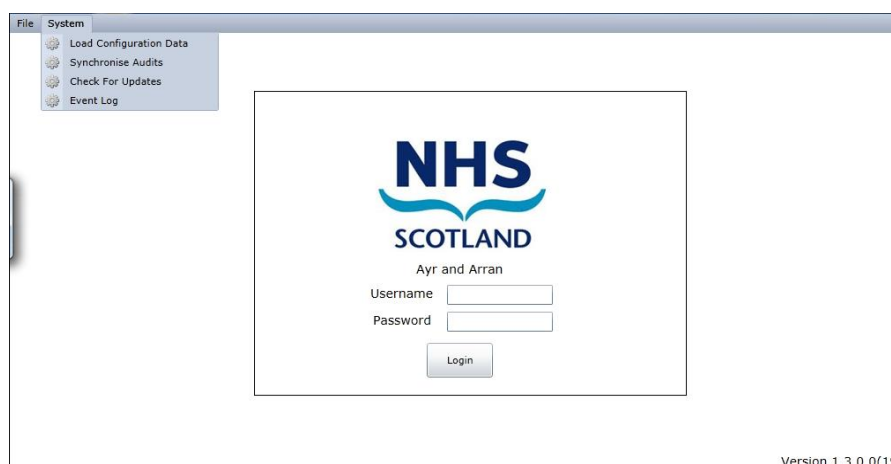 File System
Load Configuration Data
Synchronise Audits
Check For Updates
Event Log
NHS
SCOTLAND
Ayr and Arran
Username
Password
Login
Version 1.3.0.0(1